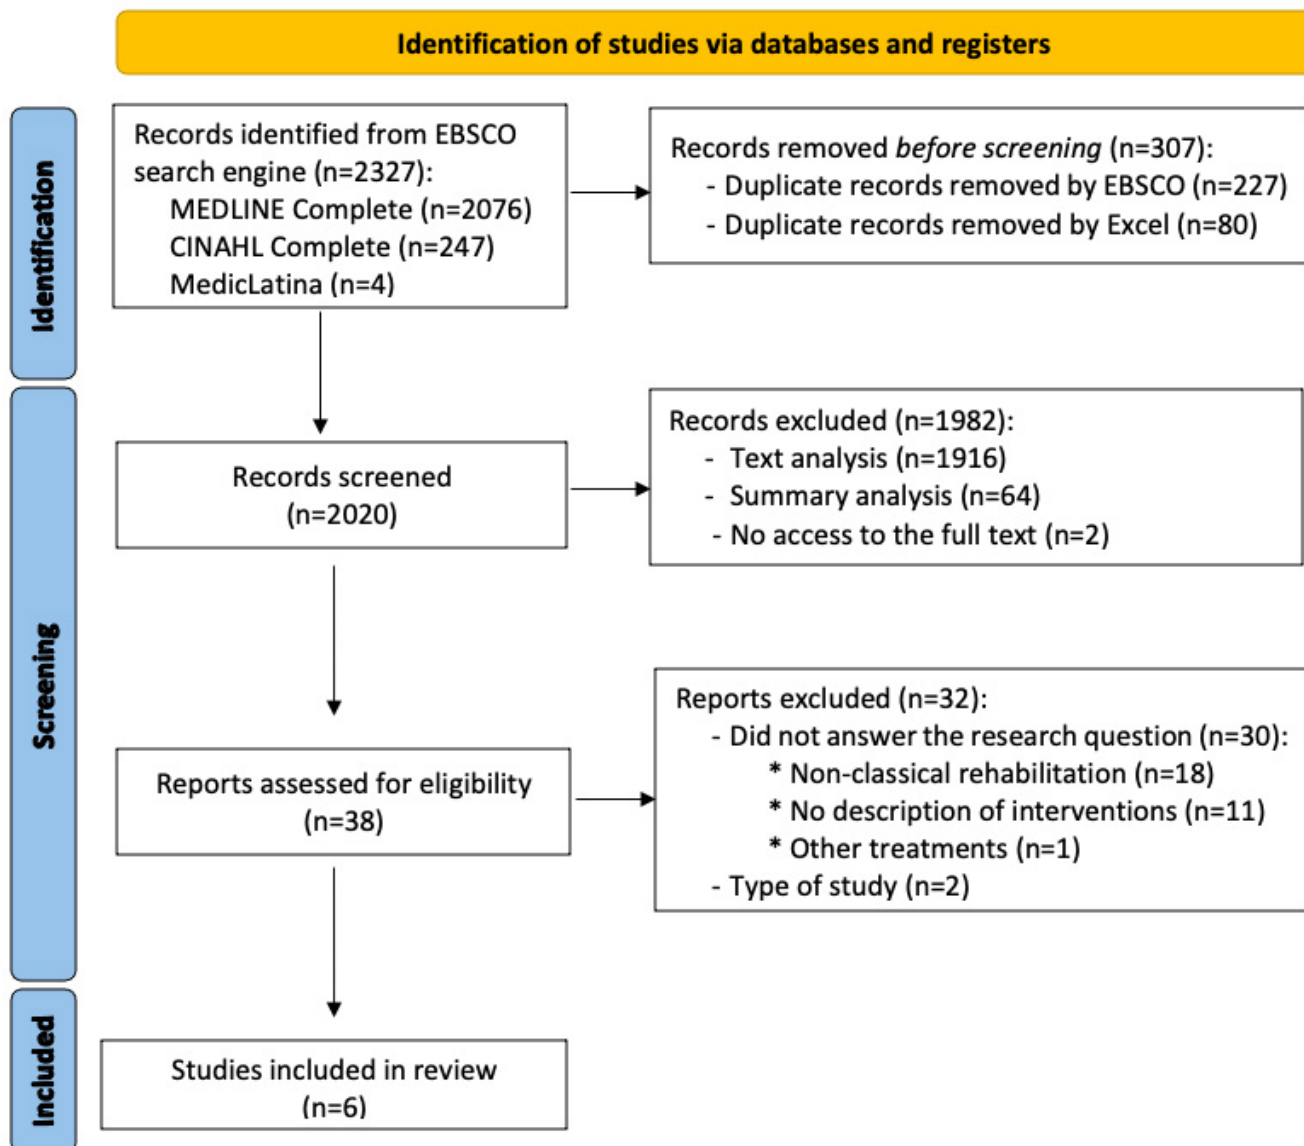 Identification of studies via databases and registers
Identification
Records identified from EBSCO
search engine (n=2327):
MEDLINE Complete (n=2076)
CINAHL Complete (n=247)
MedicLatina (n=4)
Records removed before screening (n=307):
- Duplicate records removed by EBSCO (n=227)
- Duplicate records removed by Excel (n=80)
Screening
Records screened
(n=2020)
Records excluded (n=1982):
- Text analysis (n=1916)
- Summary analysis (n=64)
- No access to the full text (n=2)
Reports assessed for eligibility
(n=38)
Reports excluded (n=32):
- Did not answer the research question (n=30):
* Non-classical rehabilitation (n=18)
* No description of interventions (n=11)
* Other treatments (n=1)
- Type of study (n=2)
Included
Studies included in review
(n=6)